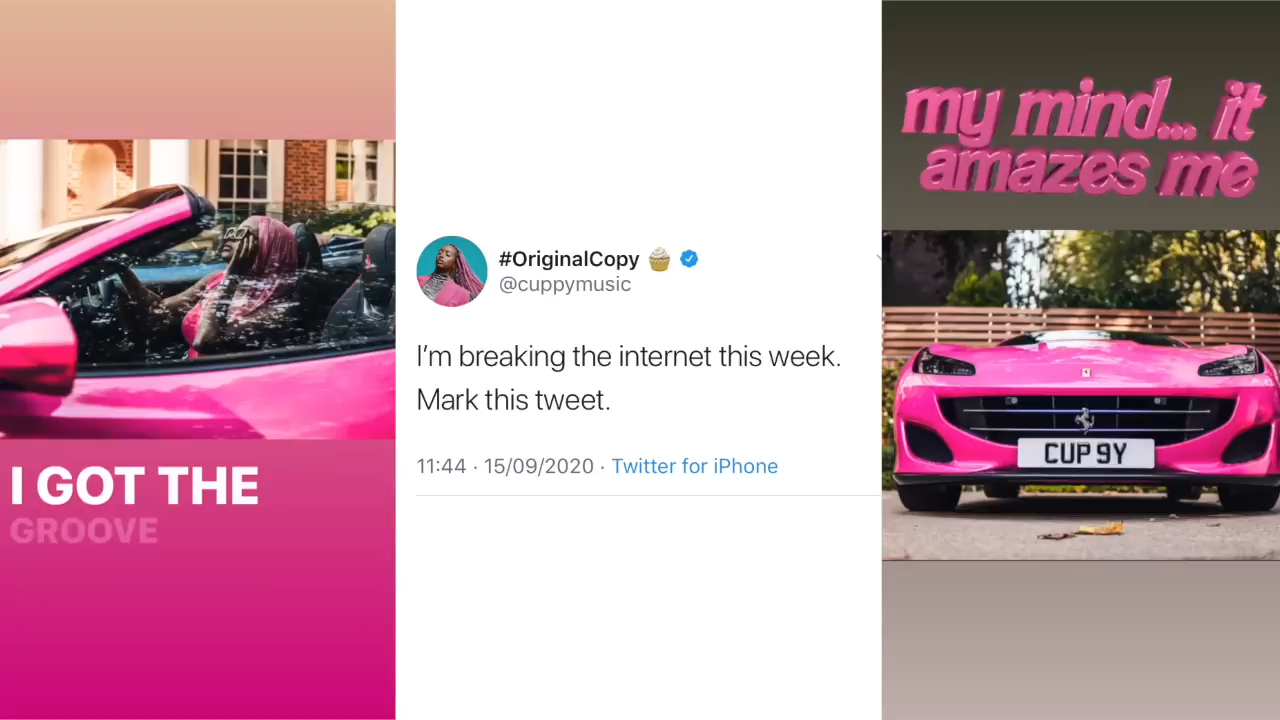 I GOT THE
GROOVE
#OriginalCopy 🧁
@cuppymusic
I’m breaking the internet this week.
Mark this tweet.
11:44 · 15/09/2020 · Twitter for iPhone
my mind... it
amazes me
CUP 9Y